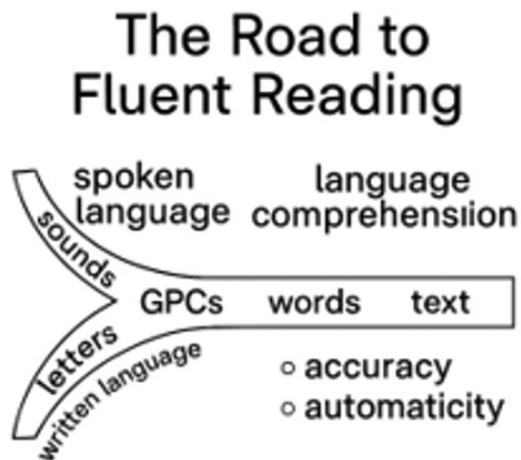 The Road to
Fluent Reading
spoken
language
language
comprehensiion
sounds
GPCs words text
letters
written language
accuracy
automaticity